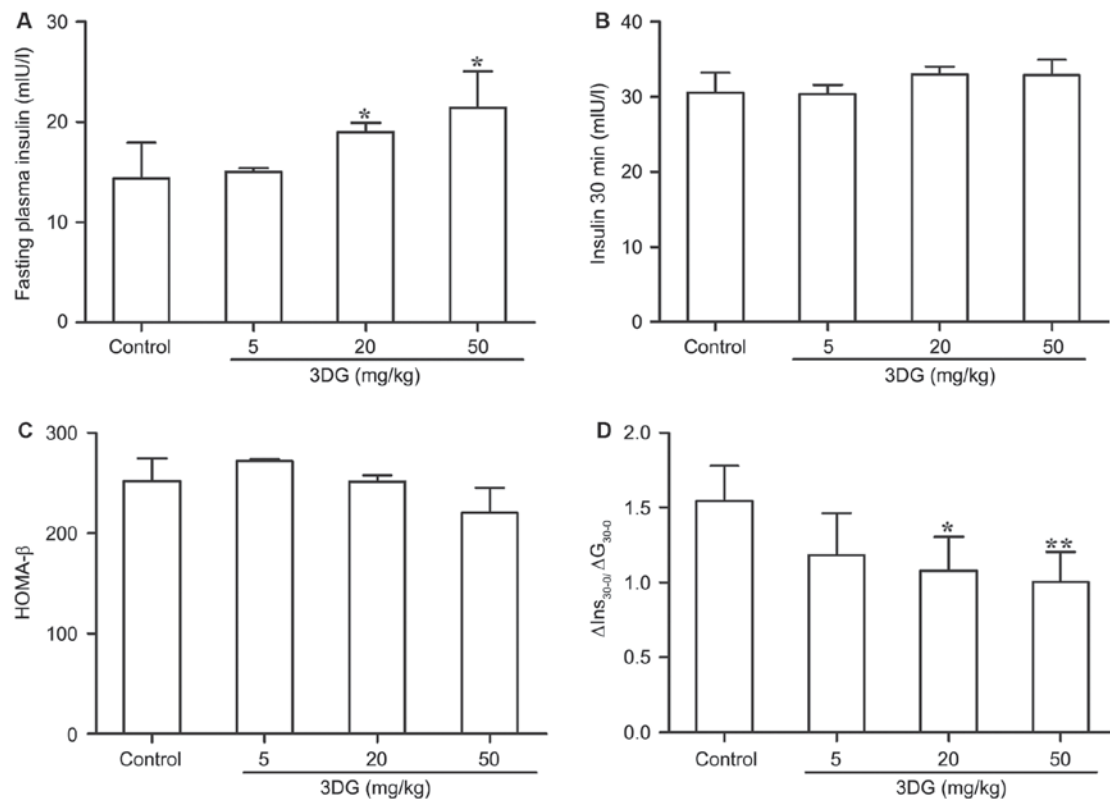 A
Fasting plasma insulin (mIU/l)
30
20
10
0
*
*
Control
5
20
50
3DG (mg/kg)
B
Insulin 30 min (mIU/l)
40
30
20
10
0
Control
5
20
50
3DG (mg/kg)
C
HOMA-β
300
200
100
0
Control
5
20
50
3DG (mg/kg)
D
ΔIns30-0/ ΔG30-0
2.0
1.5
1.0
0.5
0.0
*
**
Control
5
20
50
3DG (mg/kg)